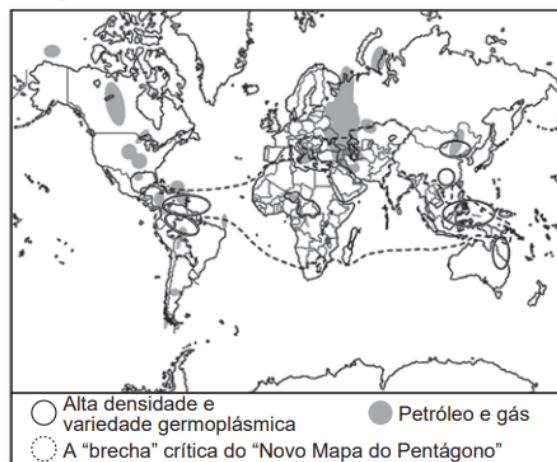 Alta densidade e
variedade germoplásmica
Petróleo e gás
A “brecha” crítica do “Novo Mapa do Pentágono”